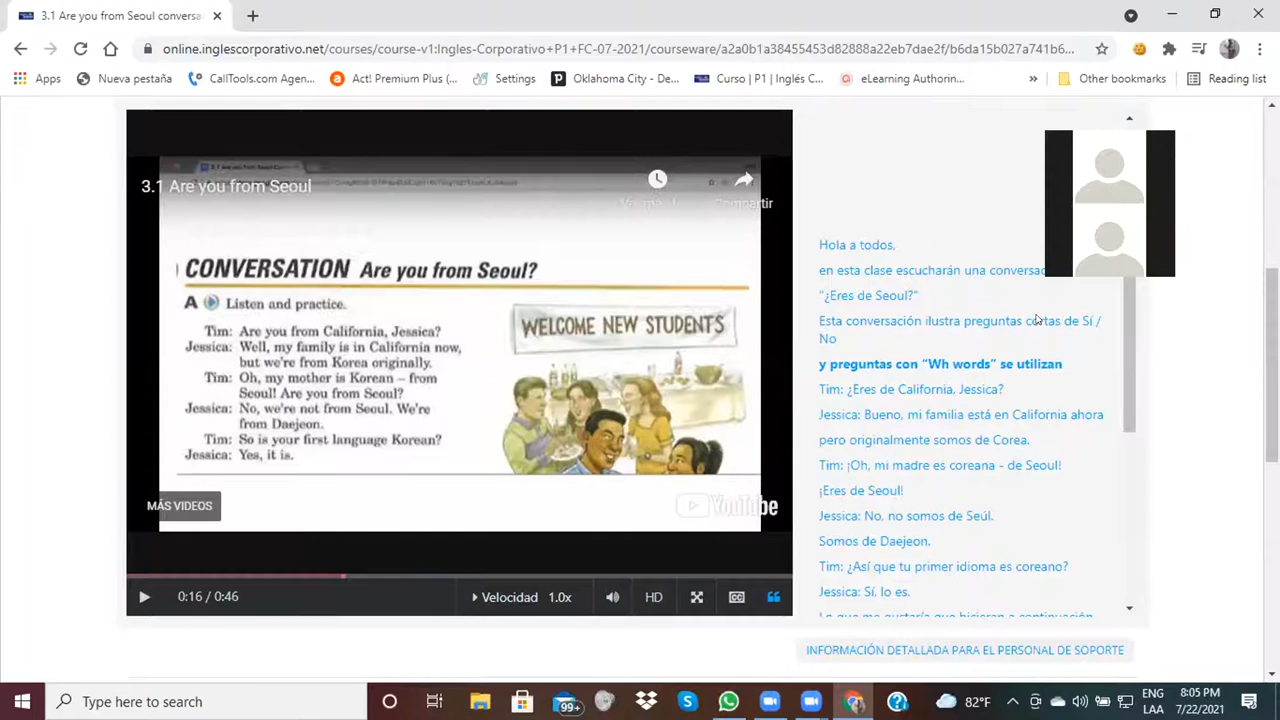 3.1 Are you from Seoul conversa
online.inglescorporativo.net/courses/course-v1:Ingles-Corporativo+P1+FC-07-2021/courseware/a2a0b1a38455453d82888a22eb7dae2f/b6da15b027a741b6...
Apps
Nueva pestaña
CallTools.com Agen...
Act! Premium Plus (...
Settings
Oklahoma City - De...
Curso | P1 | Inglés C...
eLearning Authorin...
»
Other bookmarks
Reading list
3.1 Are you from Seoul
Compartir
CONVERSATION Are you from Seoul?
A Listen and practice.
Tim: Are you from California, Jessica?
Jessica: Well, my family is in California now,
but we're from Korea originally.
Tim: Oh, my mother is Korean – from
Seoul! Are you from Seoul?
Jessica: No, we're not from Seoul. We're
from Daejeon.
Tim: So is your first language Korean?
Jessica: Yes, it is.
WELCOME NEW STUDENTS
MÁS VIDEOS
YouTube
0:16 / 0:46
Velocidad 1.0x
HD
Hola a todos,
en esta clase escucharán una conversac
"¿Eres de Seoul?"
Esta conversación ilustra preguntas cortas de Sí /
No
y preguntas con “Wh words” se utilizan
Tim: ¿Eres de California, Jessica?
Jessica: Bueno, mi familia está en California ahora
pero originalmente somos de Corea.
Tim: ¡Oh, mi madre es coreana - de Seoul!
¡Eres de Seoul!
Jessica: No, no somos de Seúl.
Somos de Daejeon.
Tim: ¿Así que tu primer idioma es coreano?
Jessica: Sí, lo es.
Lo que me gustaría que hicieran a continuación
INFORMACIÓN DETALLADA PARA EL PERSONAL DE SOPORTE
Type here to search
99+
82°F
ENG
LAA
8:05 PM
7/22/2021